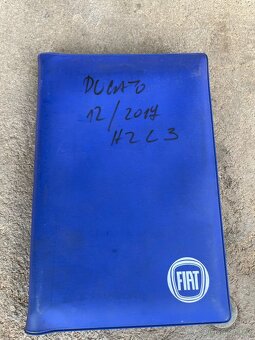 DUCATO
12/2017
H2L3
FIAT